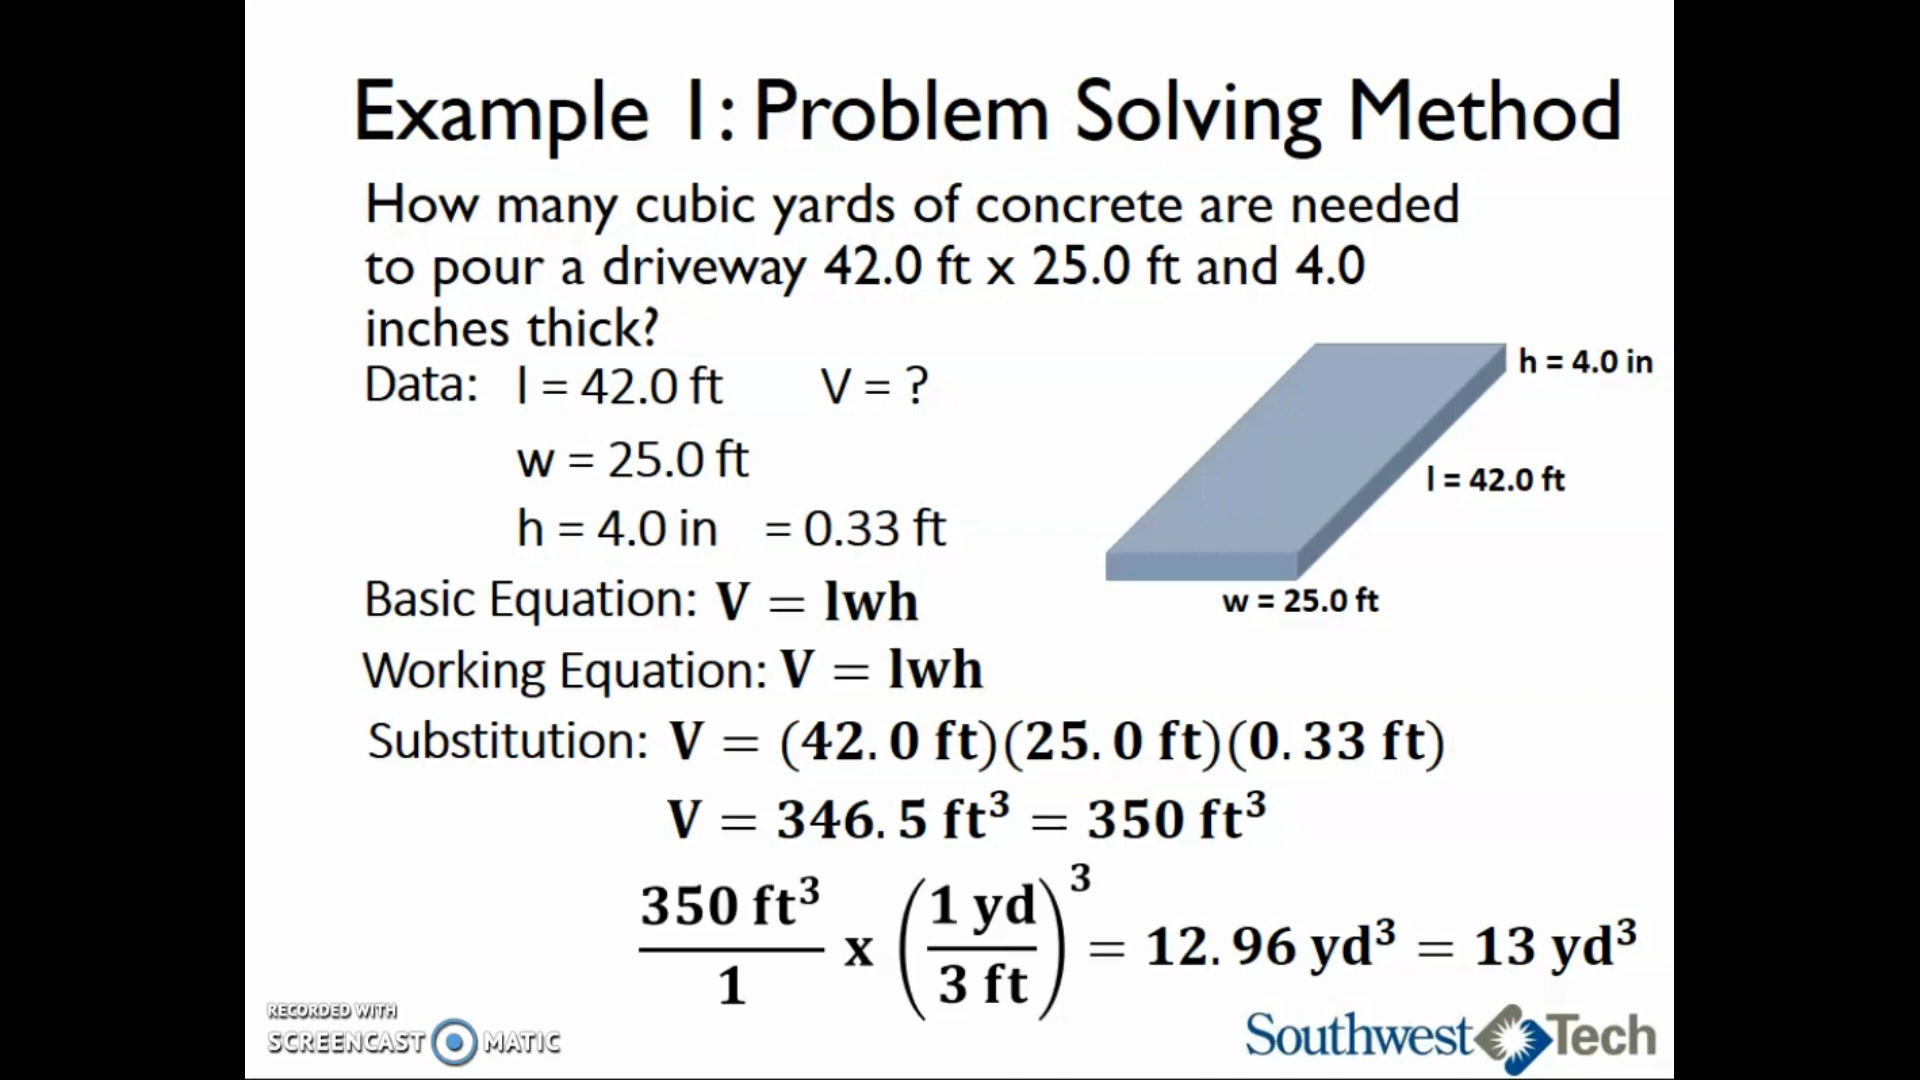 Example 1: Problem Solving Method
How many cubic yards of concrete are needed
to pour a driveway 42.0 ft x 25.0 ft and 4.0
inches thick?
h = 4.0 in
Data: l = 42.0 ft V = ?
w = 25.0 ft
l = 42.0 ft
h = 4.0 in = 0.33 ft
Basic Equation: V = lwh
w = 25.0 ft
Working Equation: V = lwh
Substitution: V = (42.0 ft)(25.0 ft)(0.33 ft)
V = 346.5 ft³ = 350 ft³
350 ft³/1 x (1 yd/3 ft)³ = 12.96 yd³ = 13 yd³
RECORDED WITH
SCREENCAST MATIC
Southwest Tech